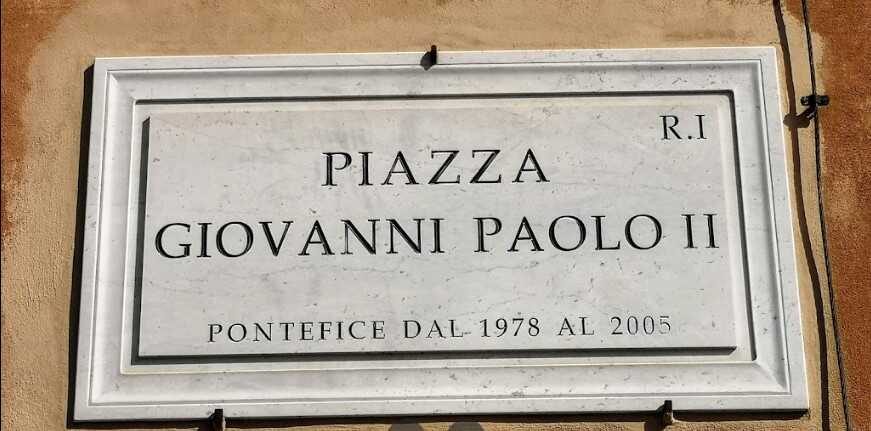 R.I
PIAZZA
GIOVANNI PAOLO II
PONTEFICE DAL 1978 AL 2005